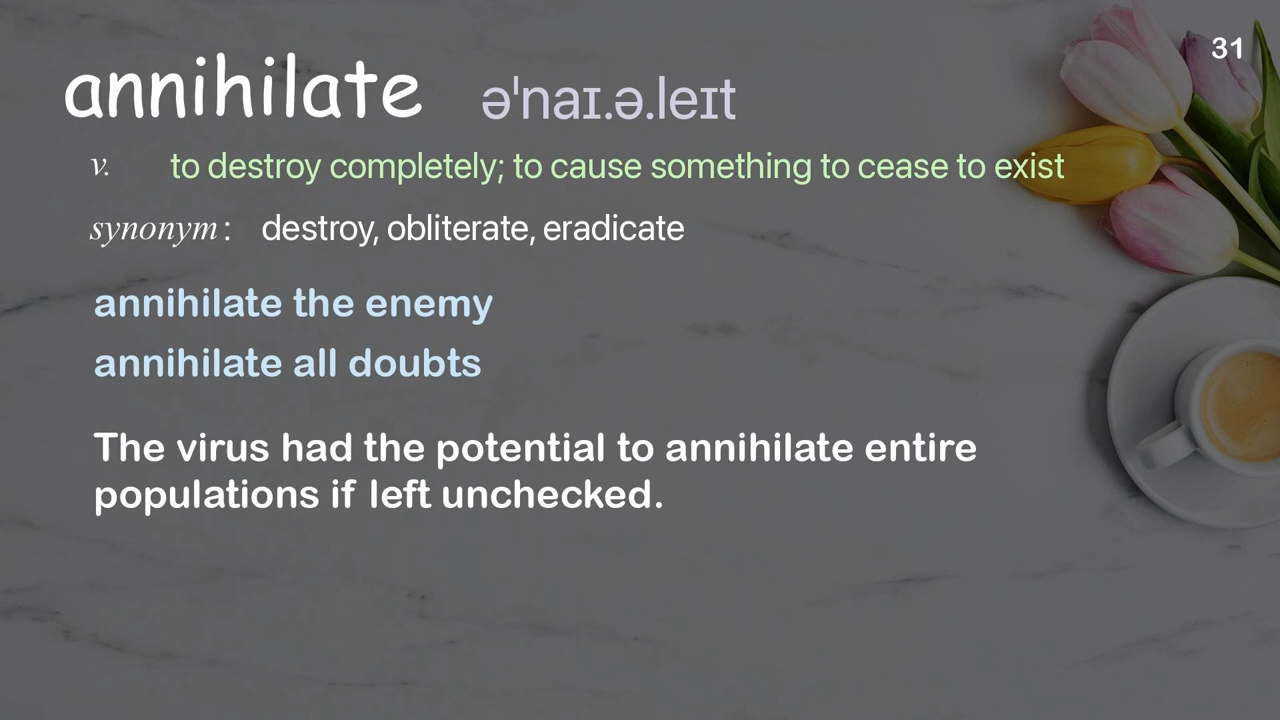 31
annihilate əˈnaɪ.ə.leɪt
v. to destroy completely; to cause something to cease to exist
synonym: destroy, obliterate, eradicate
annihilate the enemy
annihilate all doubts
The virus had the potential to annihilate entire
populations if left unchecked.